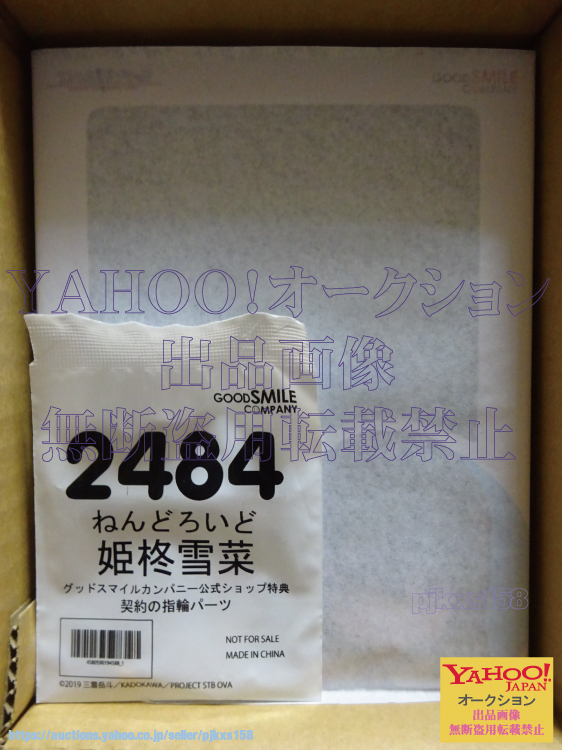 GOOD SMILE
COMPANY
YAHOO!オークション
出品画像
無断盗用転載禁止
GOOD SMILE
COMPANY
2484
ねんどろいど
姫柊雪菜
グッドスマイルカンパニー公式ショップ特典
契約の指輪パーツ
NOT FOR SALE
MADE IN CHINA
©2019 三雲岳斗/KADOKAWA/PROJECT STB OVA
pjkxs158
YAHOO!
JAPAN
オークション
出品画像
無断盗用転載禁止
https://auctions.yahoo.co.jp/seller/pjkxs158